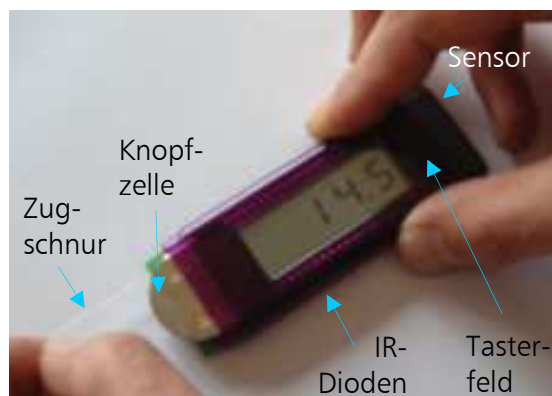 Sensor
Knopf-
zelle
Zug-
schnur
14.5
IR-
Dioden
Taster-
feld